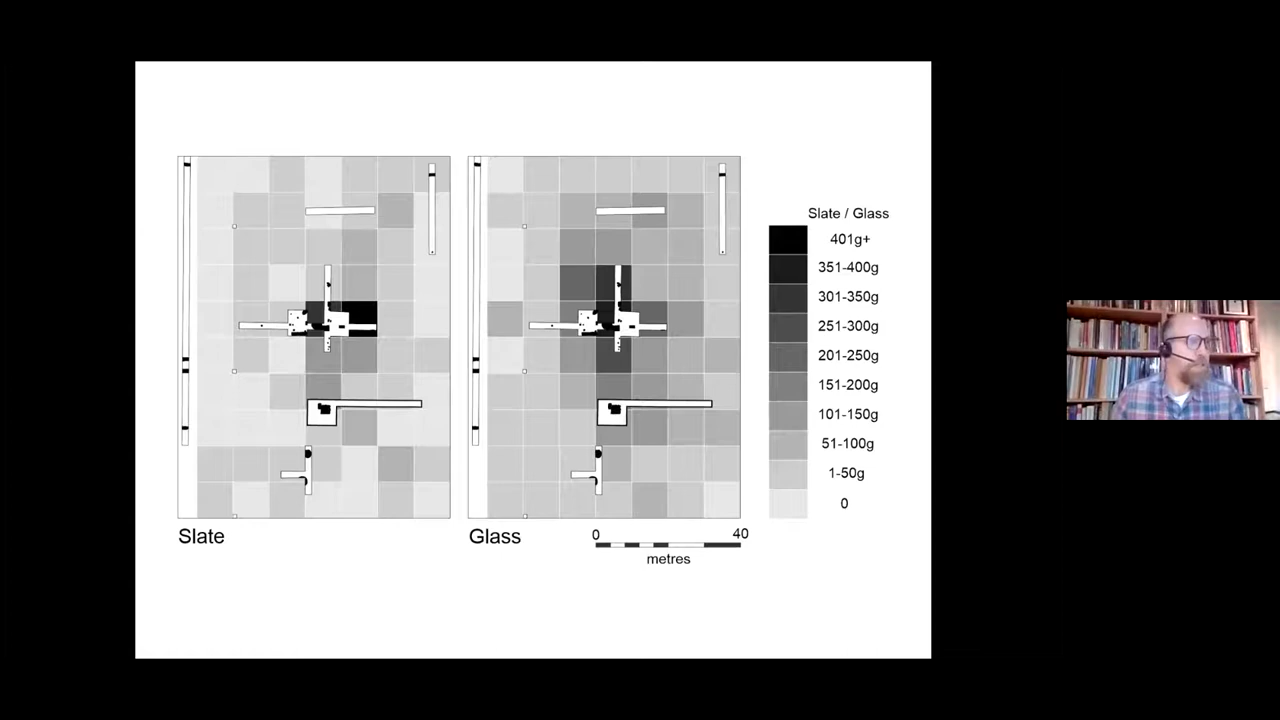 Slate / Glass
401g+
351-400g
301-350g
251-300g
201-250g
151-200g
101-150g
51-100g
1-50g
0
Slate
Glass
0 40
metres